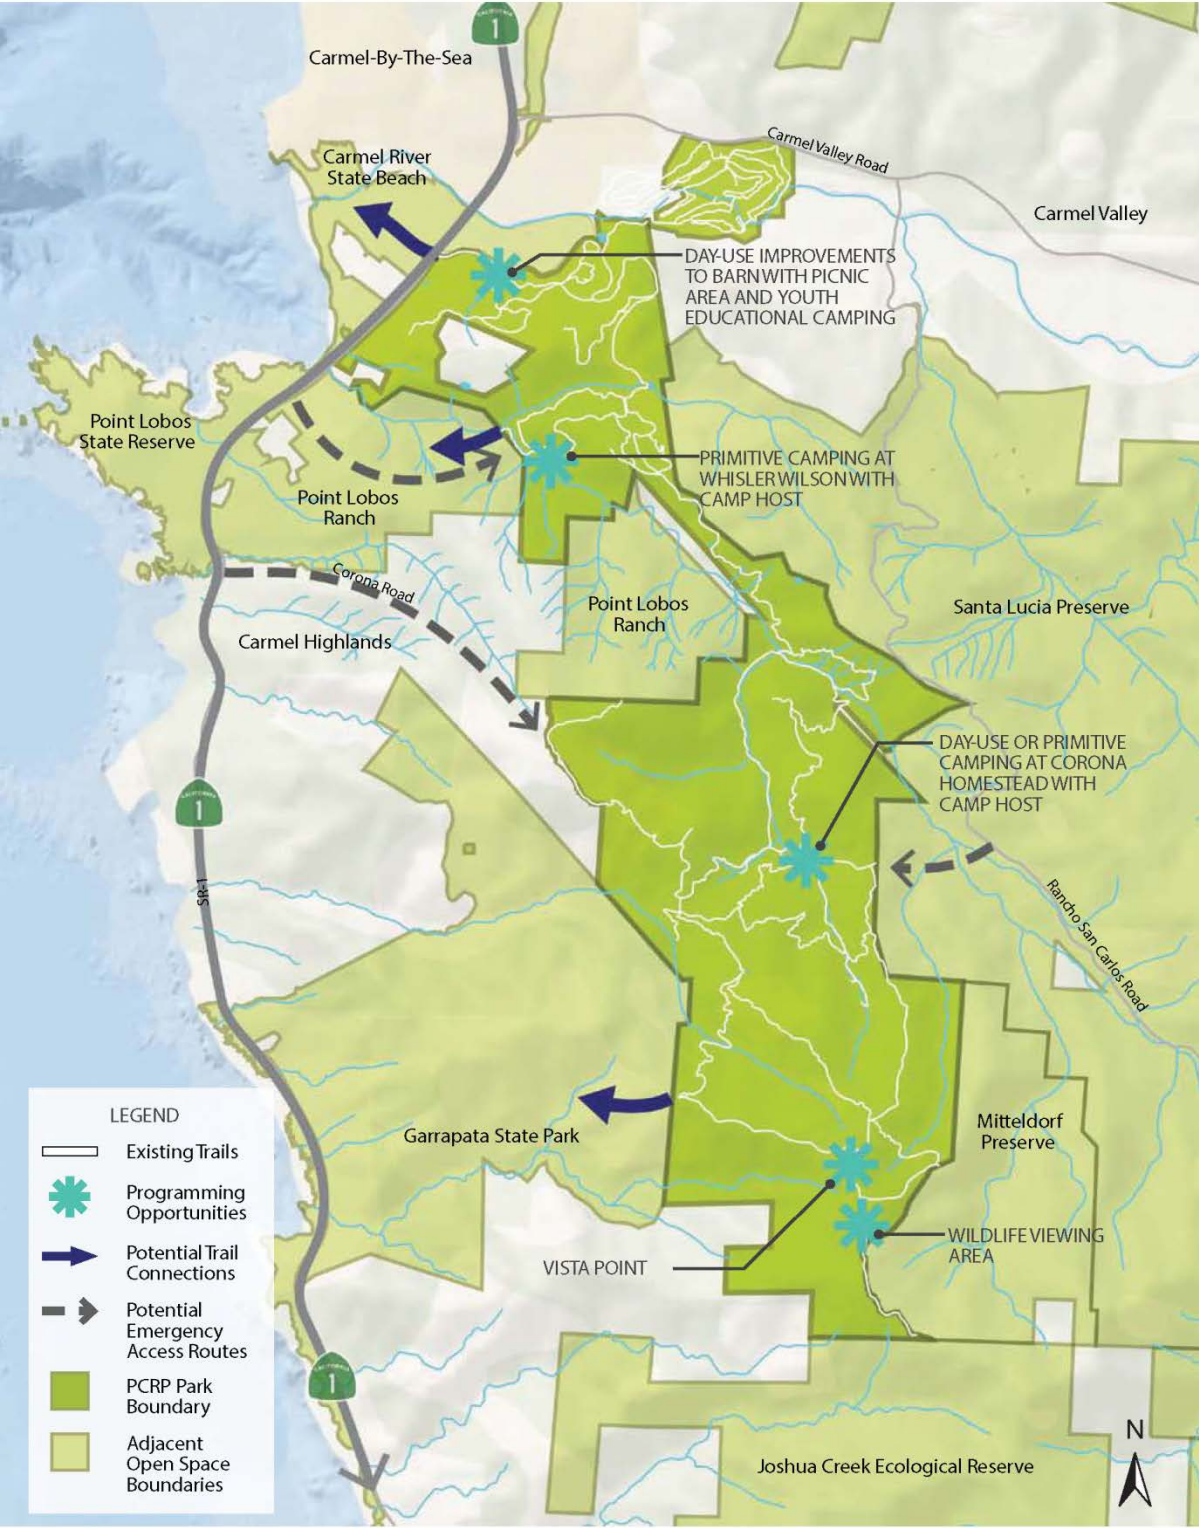 CALIFORNIA
1
Carmel-By-The-Sea
Carmel Valley Road
Carmel River
State Beach
Carmel Valley
DAY-USE IMPROVEMENTS
TO BARN WITH PICNIC
AREA AND YOUTH
EDUCATIONAL CAMPING
Point Lobos
State Reserve
PRIMITIVE CAMPING AT
WHISLER WILSON WITH
CAMP HOST
Point Lobos
Ranch
Corona Road
Point Lobos
Ranch
Santa Lucia Preserve
Carmel Highlands
DAY-USE OR PRIMITIVE
CAMPING AT CORONA
HOMESTEAD WITH
CAMP HOST
CALIFORNIA
1
SR-1
Rancho San Carlos Road
Garrapata State Park
Mitteldorf
Preserve
VISTA POINT
WILDLIFE VIEWING
AREA
LEGEND
Existing Trails
Programming
Opportunities
Potential Trail
Connections
Potential
Emergency
Access Routes
PCRP Park
Boundary
Adjacent
Open Space
Boundaries
CALIFORNIA
1
N
Joshua Creek Ecological Reserve